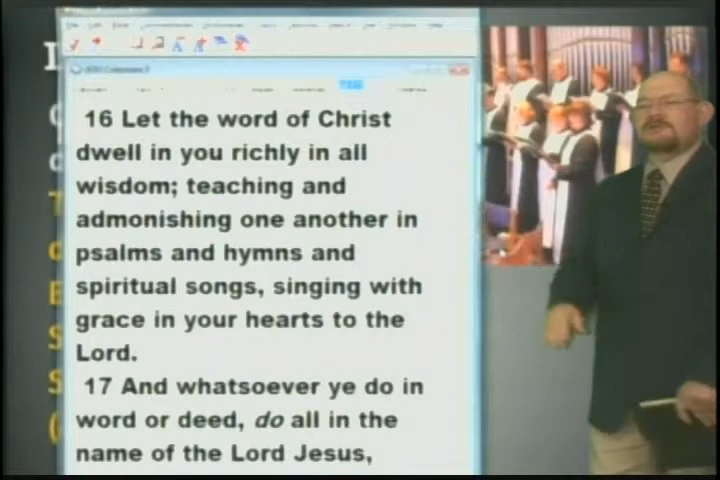 16 Let the word of Christ
dwell in you richly in all
wisdom; teaching and
admonishing one another in
psalms and hymns and
spiritual songs, singing with
grace in your hearts to the
Lord.
17 And whatsoever ye do in
word or deed, do all in the
name of the Lord Jesus,